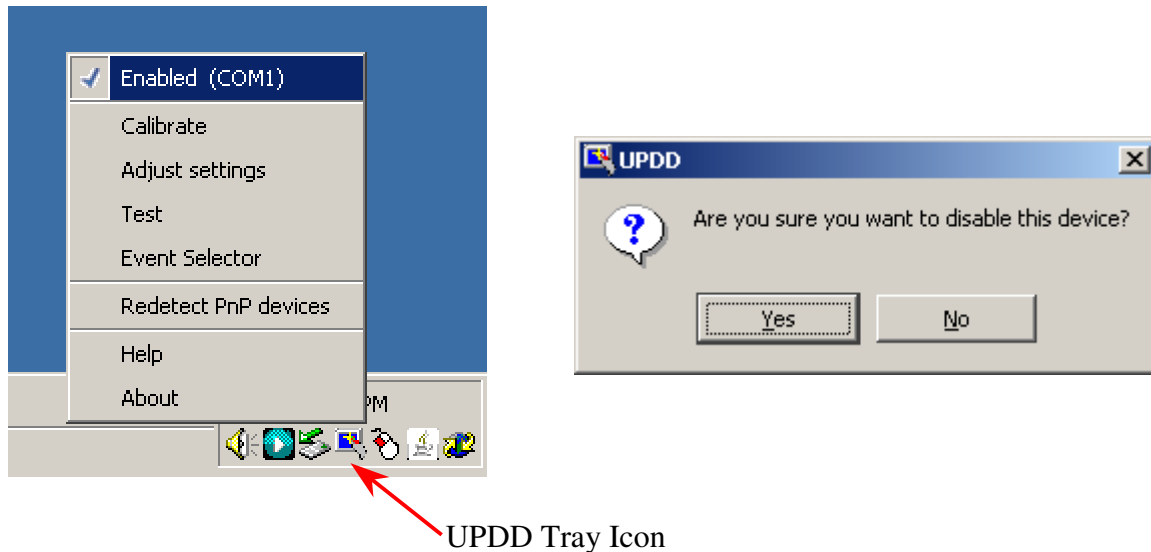 Enabled (COM1)
Calibrate
Adjust settings
Test
Event Selector
Redetect PnP devices
Help
About
PM
UPDD
Are you sure you want to disable this device?
Yes
No
UPDD Tray Icon